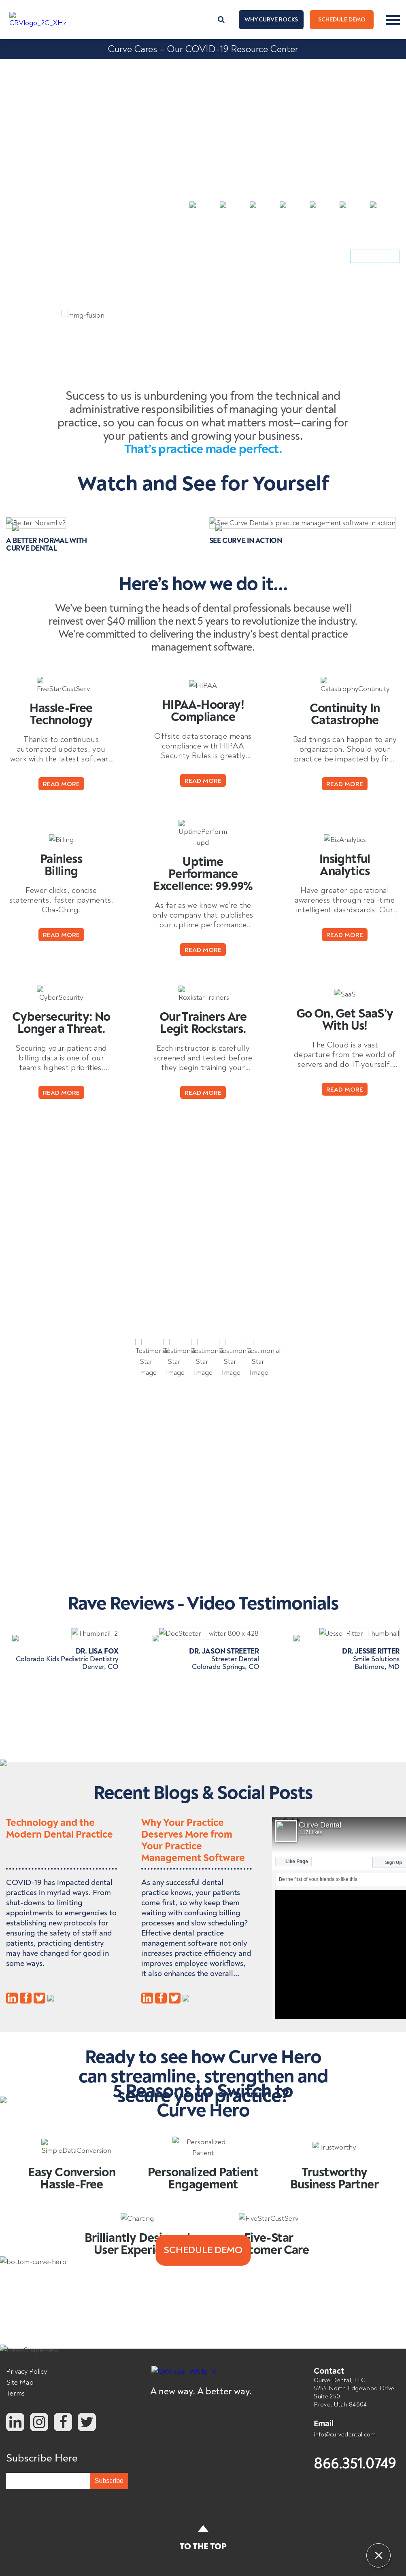 CRVlogo_2C_XHz
WHY CURVE ROCKS
SCHEDULE DEMO
Curve Cares – Our COVID-19 Resource Center
mmg-fusion
Success to us is unburdening you from the technical and
administrative responsibilities of managing your dental
practice, so you can focus on what matters most—caring for
your patients and growing your business.
That's practice made perfect.
Watch and See for Yourself
Better Noraml v2
A BETTER NORMAL WITH
CURVE DENTAL
See Curve Dental's practice management software in action
SEE CURVE IN ACTION
Here's how we do it...
We've been turning the heads of dental professionals because we'll
reinvest over $40 million the next 5 years to revolutionize the industry.
We're committed to delivering the industry's best dental practice
management software.
FiveStarCustServ
Hassle-Free
Technology
Thanks to continuous
automated updates, you
work with the latest softwar...
READ MORE
HIPAA
HIPAA-Hooray!
Compliance
Offsite data storage means
compliance with HIPAA
Security Rules is greatly...
READ MORE
CatastrophyContinuity
Continuity In
Catastrophe
Bad things can happen to any
organization. Should your
practice be impacted by fir...
READ MORE
Billing
Painless
Billing
Fewer clicks, concise
statements, faster payments.
Cha-Ching.
READ MORE
UptimePerform-
upd
Uptime
Performance
Excellence: 99.99%
As far as we know we're the
only company that publishes
our uptime performance...
READ MORE
BizAnalytics
Insightful
Analytics
Have greater operational
awareness through real-time
intelligent dashboards. Our...
READ MORE
CyberSecurity
Cybersecurity: No
Longer a Threat.
Securing your patient and
billing data is one of our
team's highest priorities....
READ MORE
RoxkstarTrainers
Our Trainers Are
Legit Rockstars.
Each instructor is carefully
screened and tested before
they begin training your...
READ MORE
SaaS
Go On, Get SaaS'y
With Us!
The Cloud is a vast
departure from the world of
servers and do-IT-yourself....
READ MORE
Testimonial-
Star-
Image
Testimonial-
Star-
Image
Testimonial-
Star-
Image
Testimonial-
Star-
Image
Testimonial-
Star-
Image
Rave Reviews - Video Testimonials
Thumbnail_2
DR. LISA FOX
Colorado Kids Pediatric Dentistry
Denver, CO
DocSteeter_Twitter 800 x 428
DR. JASON STREETER
Streeter Dental
Colorado Springs, CO
Jesse_Ritter_Thumbnail
DR. JESSIE RITTER
Smile Solutions
Baltimore, MD
Recent Blogs & Social Posts
Technology and the
Modern Dental Practice
COVID-19 has impacted dental
practices in myriad ways. From
shut-downs to limiting
appointments to emergencies to
establishing new protocols for
ensuring the safety of staff and
patients, practicing dentistry
may have changed for good in
some ways.
Why Your Practice
Deserves More from
Your Practice
Management Software
As any successful dental
practice knows, your patients
come first, so why keep them
waiting with confusing billing
processes and slow scheduling?
Effective dental practice
management software not only
increases practice efficiency and
improves employee workflows,
it also enhances the overall...
Curve Dental
3,171 likes
Like Page
Sign Up
Be the first of your friends to like this
Ready to see how Curve Hero
can streamline, strengthen and
secure your practice?
5 Reasons to Switch to
Curve Hero
SimpleDataConversion
Easy Conversion
Hassle-Free
Personalized
Patient
Personalized Patient
Engagement
Trustworthy
Trustworthy
Business Partner
Charting
Brilliantly Designed
User Experi
FiveStarCustServ
Five-Star
tomer Care
SCHEDULE DEMO
bottom-curve-hero
Privacy Policy
Site Map
Terms
Subscribe Here
Subscribe
A new way. A better way.
Contact
Curve Dental, LLC
5255 North Edgewood Drive
Suite 250
Provo, Utah 84604
Email
info@curvedental.com
866.351.0749
TO THE TOP